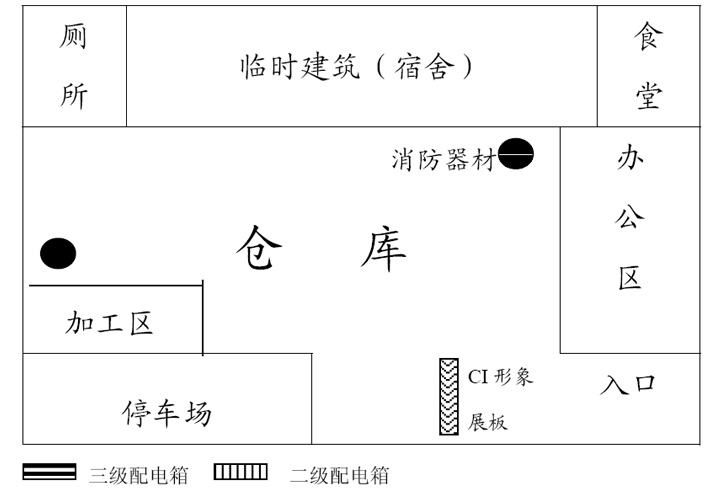 厕所
临时建筑（宿舍）
食堂
消防器材
办公区
仓库
加工区
CI 形象
展板
入口
停车场
三级配电箱
二级配电箱